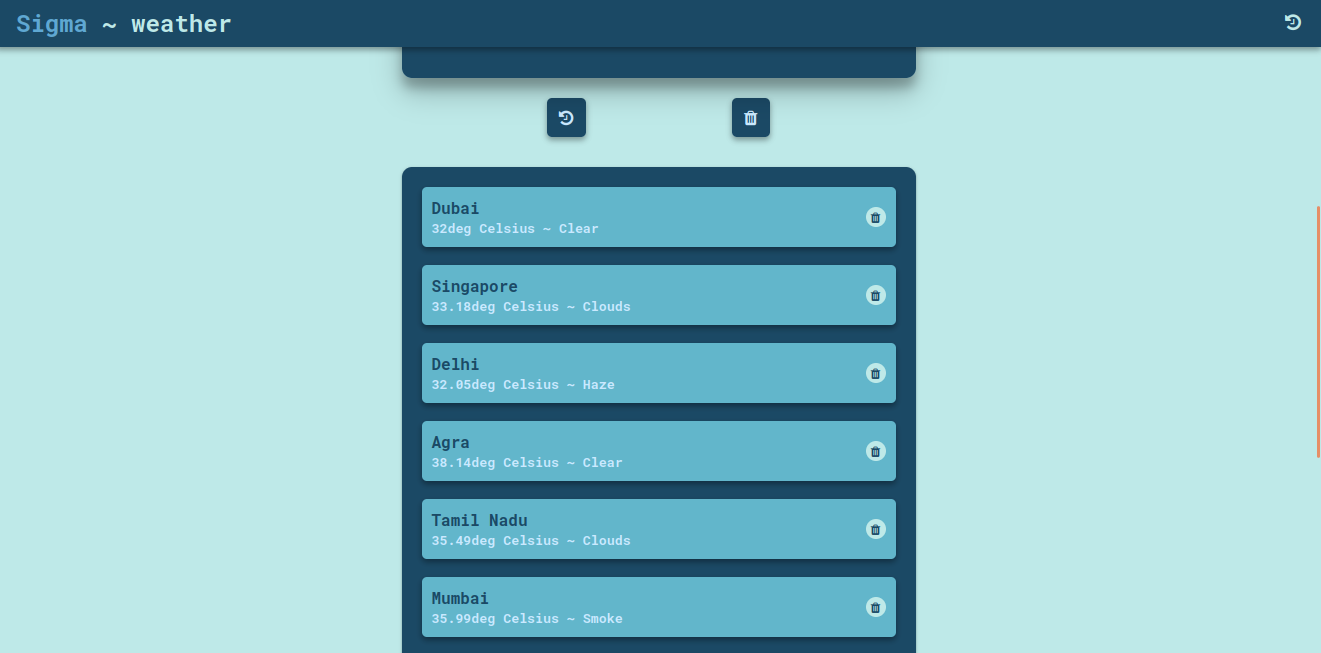 Sigma ~ weather
Dubai
32deg Celsius ~ Clear
Singapore
33.18deg Celsius ~ Clouds
Delhi
32.05deg Celsius ~ Haze
Agra
38.14deg Celsius ~ Clear
Tamil Nadu
35.49deg Celsius ~ Clouds
Mumbai
35.99deg Celsius ~ Smoke